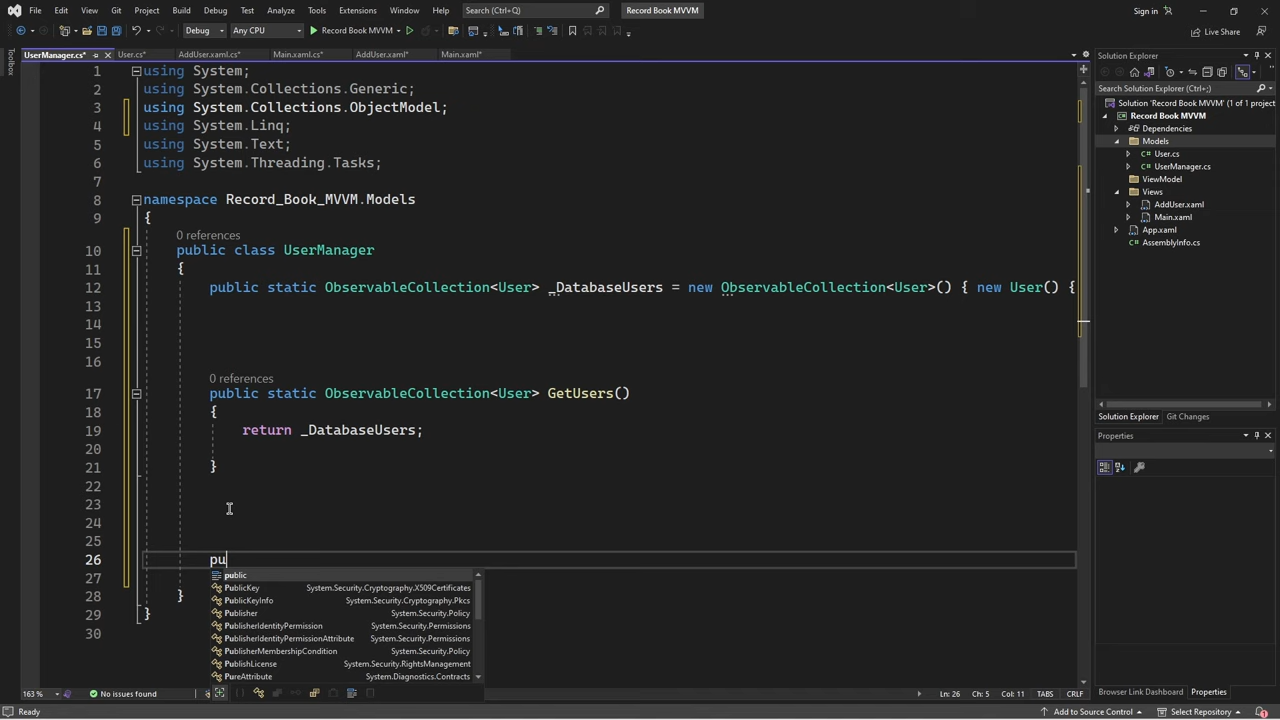 File Edit View Git Project Build Debug Test Analyze Tools Extensions Window Help Search (Ctrl+Q) Record Book MVVM Sign in
Debug Any CPU Record Book MVVM Live Share
UserManager.cs* User.cs* AddUser.xaml.cs* Main.xaml.cs* AddUser.xaml* Main.xaml*
Toolbox
1 using System;
2 using System.Collections.Generic;
3 using System.Collections.ObjectModel;
4 using System.Linq;
5 using System.Text;
6 using System.Threading.Tasks;
7
8 namespace Record_Book_MVVM.Models
9 {
0 references
10 public class UserManager
11 {
12 public static ObservableCollection<User> _DatabaseUsers = new ObservableCollection<User>() { new User() {
13
14
15
16
0 references
17 public static ObservableCollection<User> GetUsers()
18 {
19 return _DatabaseUsers;
20
21 }
22
23
24
25
26 pu
27
28 }
29 }
30
public
PublicKey System.Security.Cryptography.X509Certificates
PublicKeyInfo System.Security.Cryptography.Pkcs
Publisher System.Security.Policy
PublisherIdentityPermission System.Security.Permissions
PublisherIdentityPermissionAttribute System.Security.Permissions
PublisherMembershipCondition System.Security.Policy
PublishLicense System.Security.RightsManagement
PureAttribute System.Diagnostics.Contracts
163 % No issues found Ln: 26 Ch: 5 Col: 11 TABS CRLF
Solution Explorer
Search Solution Explorer (Ctrl+;)
Solution 'Record Book MVVM' (1 of 1 project)
Record Book MVVM
Dependencies
Models
User.cs
UserManager.cs
ViewModel
Views
AddUser.xaml
Main.xaml
App.xaml
AssemblyInfo.cs
Solution Explorer Git Changes
Properties
Browser Link Dashboard Properties
Ready Add to Source Control Select Repository 1